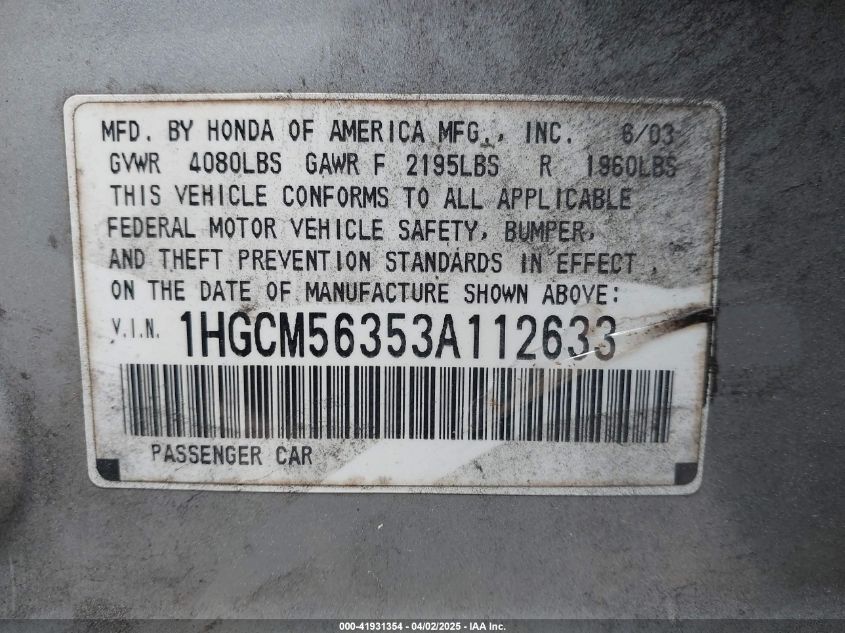 MFD. BY HONDA OF AMERICA MFG., INC. 6/03
GVWR 4080LBS GAWR F 2195LBS R 1960LBS
THIS VEHICLE CONFORMS TO ALL APPLICABLE
FEDERAL MOTOR VEHICLE SAFETY, BUMPER,
AND THEFT PREVENTION STANDARDS IN EFFECT
ON THE DATE OF MANUFACTURE SHOWN ABOVE:
V.I.N. 1HGCM56353A112633
PASSENGER CAR
000-41931354 - 04/02/2025 - IAA Inc.